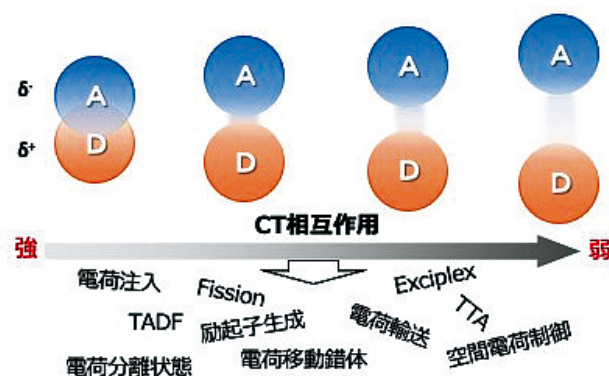 A A A A
δ-
δ+
D D D D
CT相互作用
強 弱
電荷注入 Fission Exciplex
TADF 励起子生成 電荷輸送 TTA
電荷分離状態 電荷移動錯体 空間電荷制御